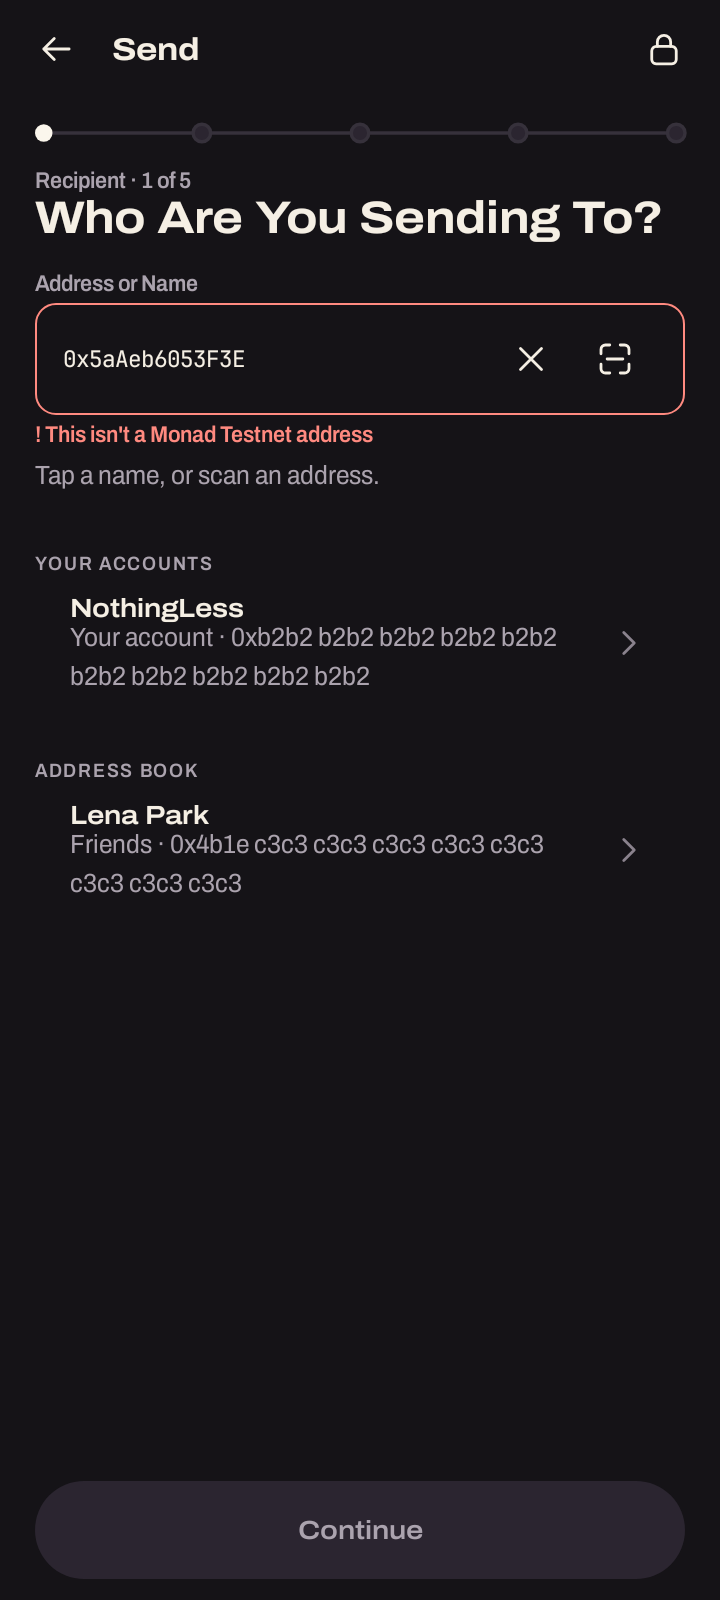 Send
Recipient · 1 of 5
Who Are You Sending To?
Address or Name
0x5aAeb6053F3E
! This isn't a Monad Testnet address
Tap a name, or scan an address.
YOUR ACCOUNTS
NothingLess
Your account · 0xb2b2 b2b2 b2b2 b2b2 b2b2
b2b2 b2b2 b2b2 b2b2 b2b2
ADDRESS BOOK
Lena Park
Friends · 0x4b1e c3c3 c3c3 c3c3 c3c3 c3c3
c3c3 c3c3 c3c3
Continue